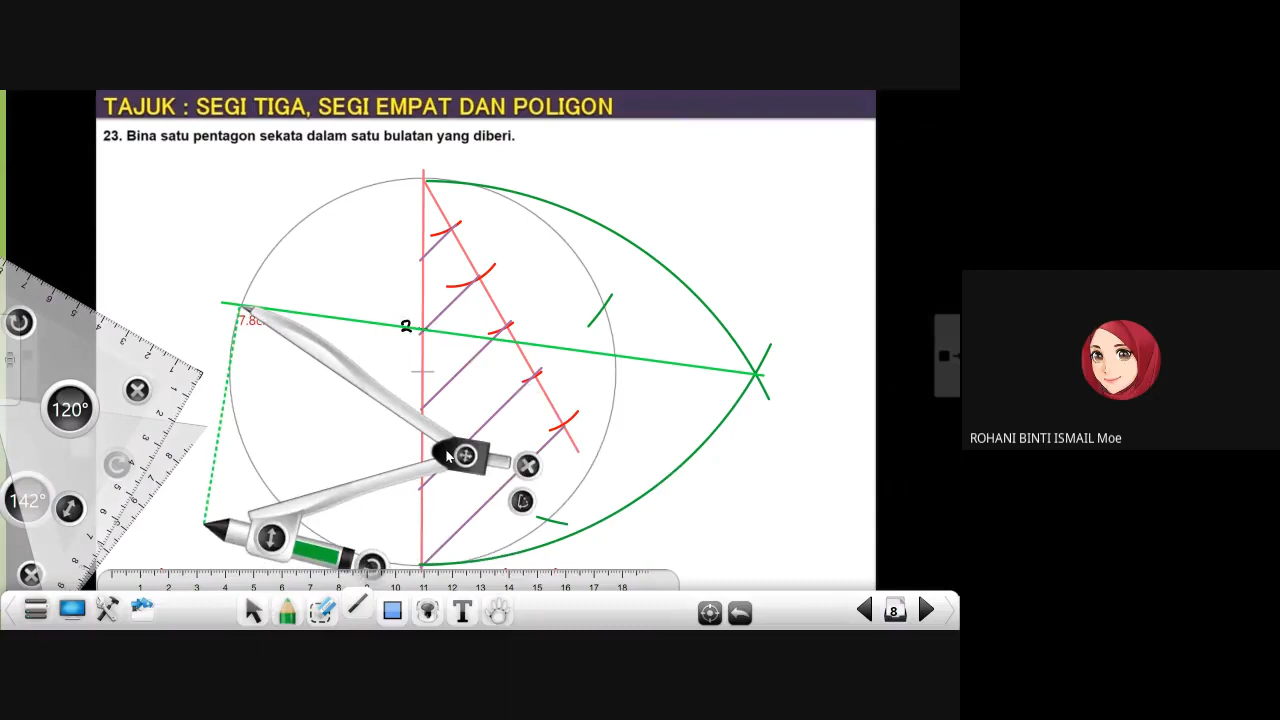 TAJUK : SEGI TIGA, SEGI EMPAT DAN POLIGON
23. Bina satu pentagon sekata dalam satu bulatan yang diberi.
2
7.8c
120°
142°
1 2 3 4 5 6 7 8 9 10 11 12 13 14 15 16 17 18
T
8
ROHANI BINTI ISMAIL Moe